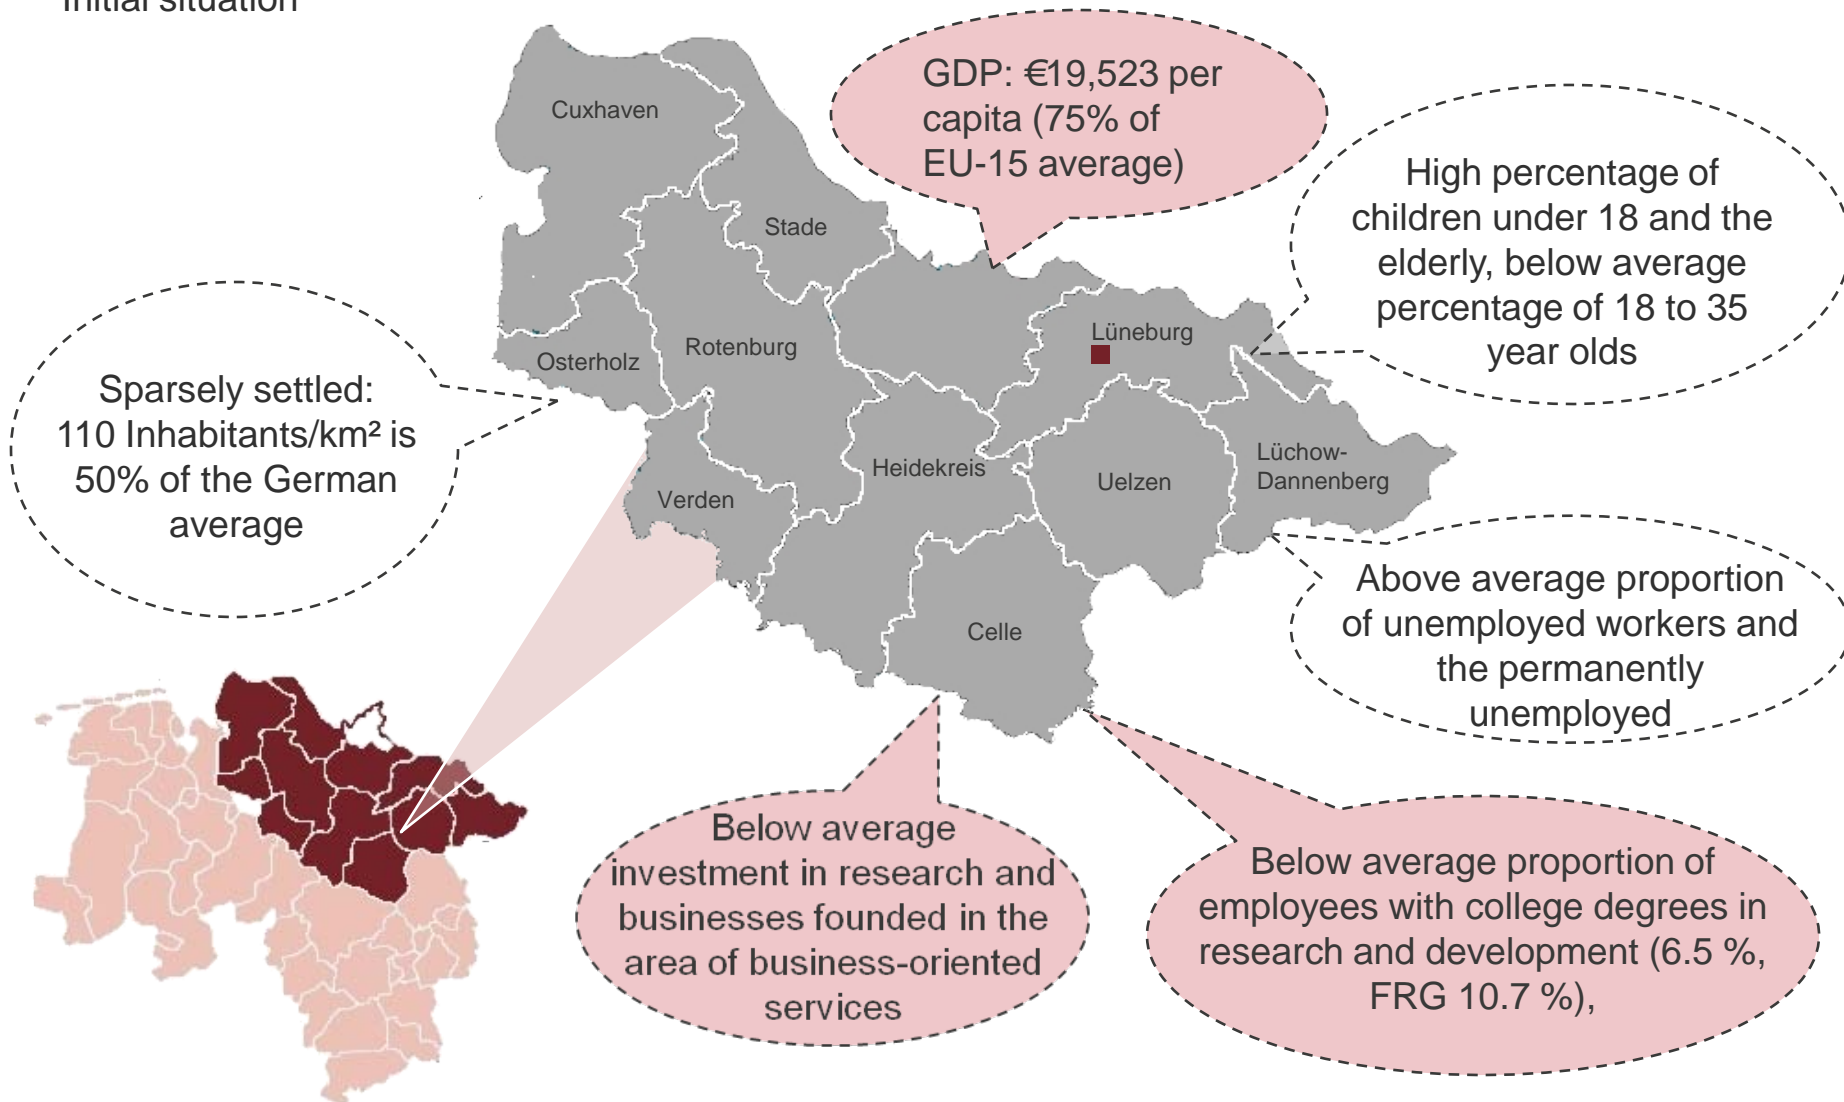 Initial situation
GDP: €19,523 per
capita (75% of
EU-15 average)
Cuxhaven
High percentage of
children under 18 and the
elderly, below average
percentage of 18 to 35
year olds
Stade
Lüneburg
Rotenburg
Osterholz
Sparsely settled:
110 Inhabitants/km² is
50% of the German
average
Heidekreis
Lüchow-
Dannenberg
Uelzen
Verden
Above average proportion
of unemployed workers and
the permanently
unemployed
Celle
Below average
investment in research and
businesses founded in the
area of business-oriented
services
Below average proportion of
employees with college degrees in
research and development (6.5 %,
FRG 10.7 %),